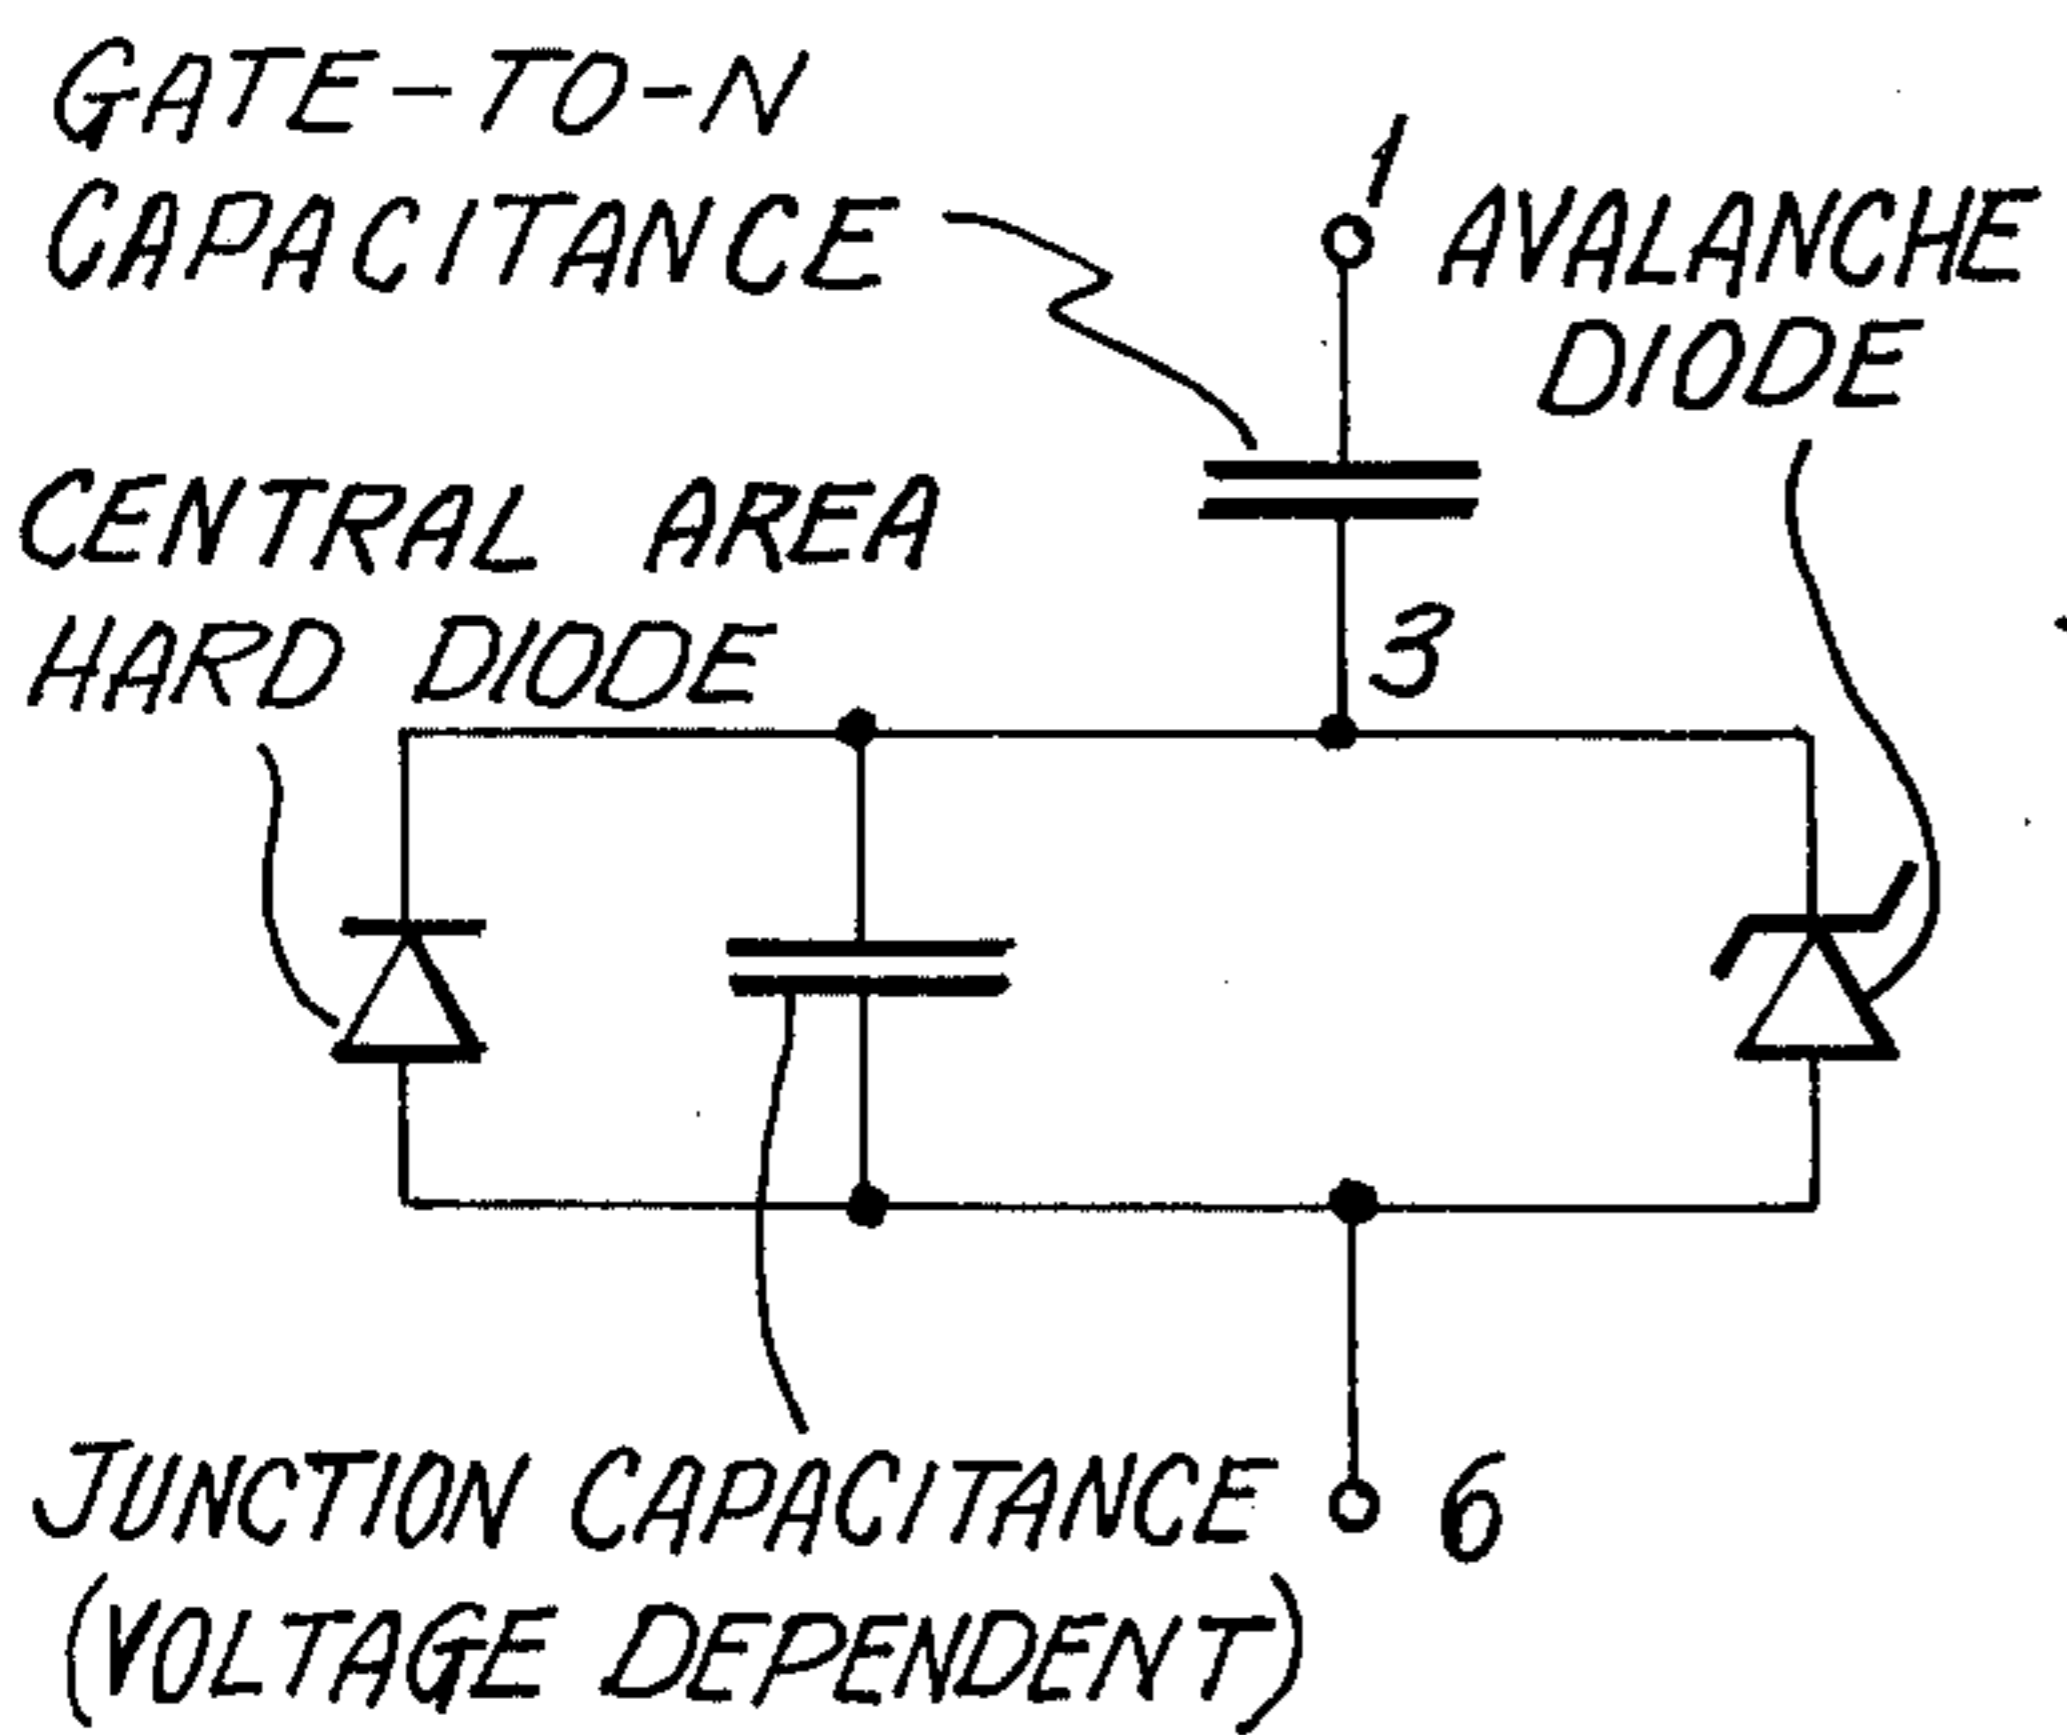 GATE-TO-N
CAPACITANCE
1
AVALANCHE
DIODE
CENTRAL AREA
HARD DIODE
3
JUNCTION CAPACITANCE
(VOLTAGE DEPENDENT)
6